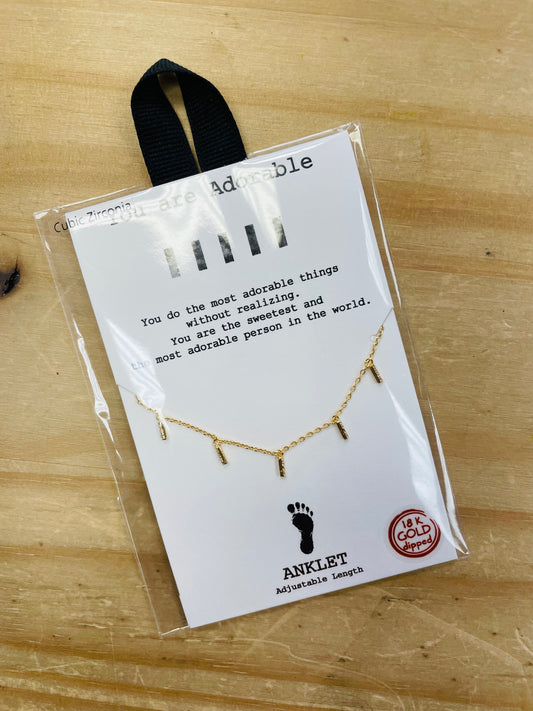 Cubic Zirconia
You are Adorable
You do the most adorable things
without realizing.
You are the sweetest and
the most adorable person in the world.
18 K
GOLD
dipped
ANKLET
Adjustable Length